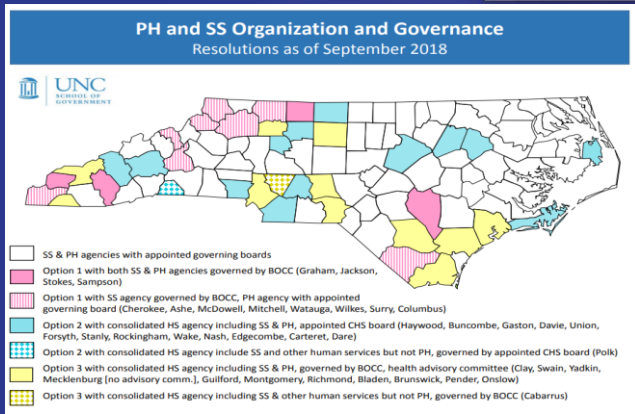 PH and SS Organization and Governance
Resolutions as of September 2018
UNC
SCHOOL OF
GOVERNMENT
SS & PH agencies with appointed governing boards
Option 1 with both SS & PH agencies governed by BOCC (Graham, Jackson,
Stokes, Sampson)
Option 1 with SS agency governed by BOCC, PH agency with appointed
governing board (Cherokee, Ashe, McDowell, Mitchell, Watauga, Wilkes, Surry, Columbus)
Option 2 with consolidated HS agency including SS & PH, appointed CHS board (Haywood, Buncombe, Gaston, Davie, Union,
Forsyth, Stanly, Rockingham, Wake, Nash, Edgecombe, Carteret, Dare)
Option 2 with consolidated HS agency include SS and other human services but not PH, governed by appointed CHS board (Polk)
Option 3 with consolidated HS agency including SS & PH, governed by BOCC, health advisory committee (Clay, Swain, Yadkin,
Mecklenburg [no advisory comm.], Guilford, Montgomery, Richmond, Bladen, Brunswick, Pender, Onslow)
Option 3 with consolidated HS agency including SS & other human services but not PH, governed by BOCC (Cabarrus)